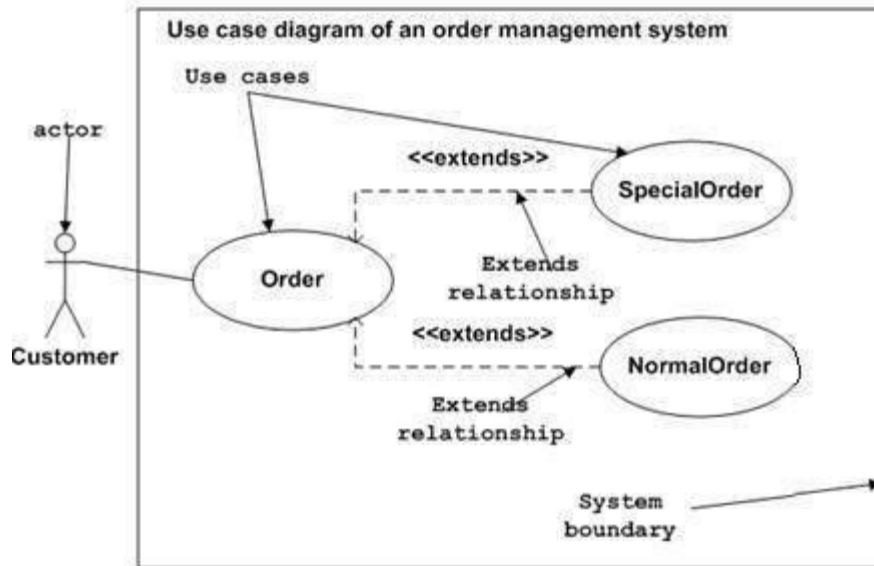 Use case diagram of an order management system
Use cases
actor
<<extends>>
SpecialOrder
Order
Extends
relationship
<<extends>>
Customer
NormalOrder
Extends
relationship
System
boundary